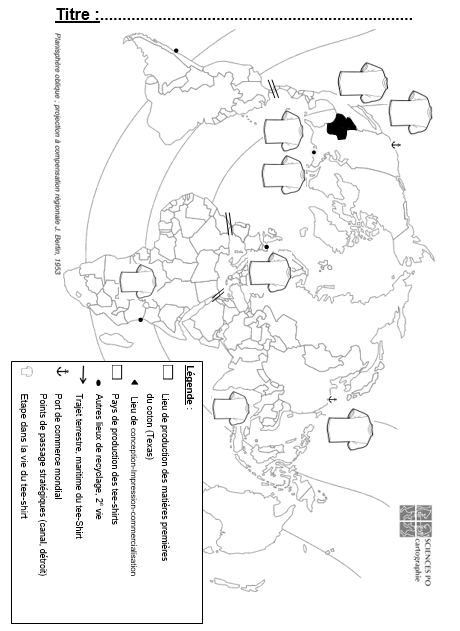 Titre :......................................................................
Planisphère oblique ; projection à compensation régionale J. Bertin, 1953
SCIENCES PO
cartographie
Légende :
Lieu de production des matières premières
du coton (Texas)
Lieu de conception-impression-commercialisation
Pays de production des tee-shirts
Autres lieux de recyclage, 2° vie
Trajet terrestre, maritime du tee-Shirt
Port de commerce mondial
Points de passage stratégiques (canal, détroit)
Etape dans la vie du tee-shirt